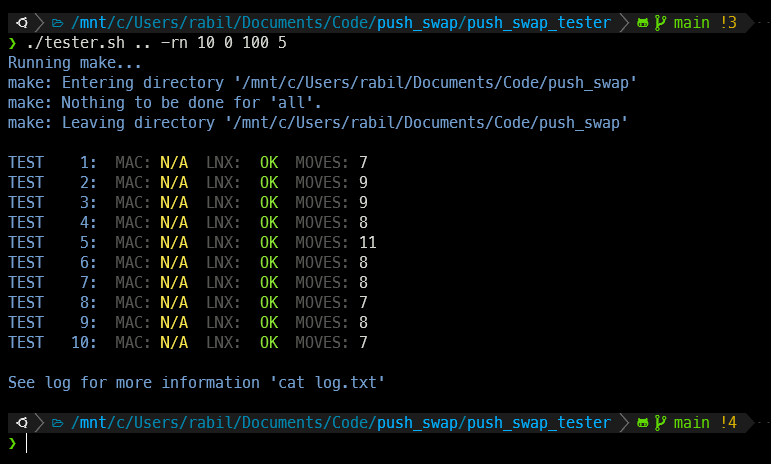 /mnt/c/Users/rabil/Documents/Code/push_swap/push_swap_tester main !3
❯ ./tester.sh .. -rn 10 0 100 5
Running make...
make: Entering directory '/mnt/c/Users/rabil/Documents/Code/push_swap'
make: Nothing to be done for 'all'.
make: Leaving directory '/mnt/c/Users/rabil/Documents/Code/push_swap'
TEST 1: MAC: N/A LNX: OK MOVES: 7
TEST 2: MAC: N/A LNX: OK MOVES: 9
TEST 3: MAC: N/A LNX: OK MOVES: 9
TEST 4: MAC: N/A LNX: OK MOVES: 8
TEST 5: MAC: N/A LNX: OK MOVES: 11
TEST 6: MAC: N/A LNX: OK MOVES: 8
TEST 7: MAC: N/A LNX: OK MOVES: 8
TEST 8: MAC: N/A LNX: OK MOVES: 7
TEST 9: MAC: N/A LNX: OK MOVES: 8
TEST 10: MAC: N/A LNX: OK MOVES: 7
See log for more information 'cat log.txt'
/mnt/c/Users/rabil/Documents/Code/push_swap/push_swap_tester main !4
❯